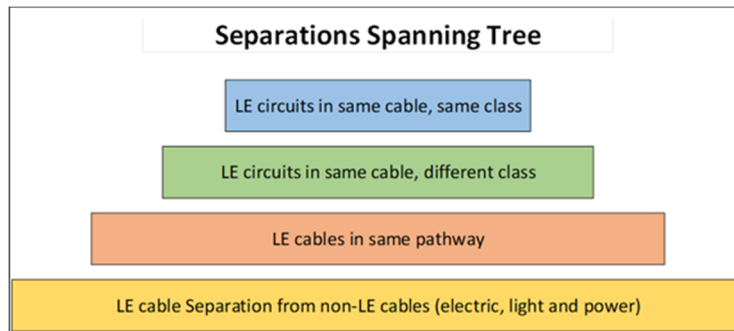 Separations Spanning Tree
LE circuits in same cable, same class
LE circuits in same cable, different class
LE cables in same pathway
LE cable Separation from non-LE cables (electric, light and power)